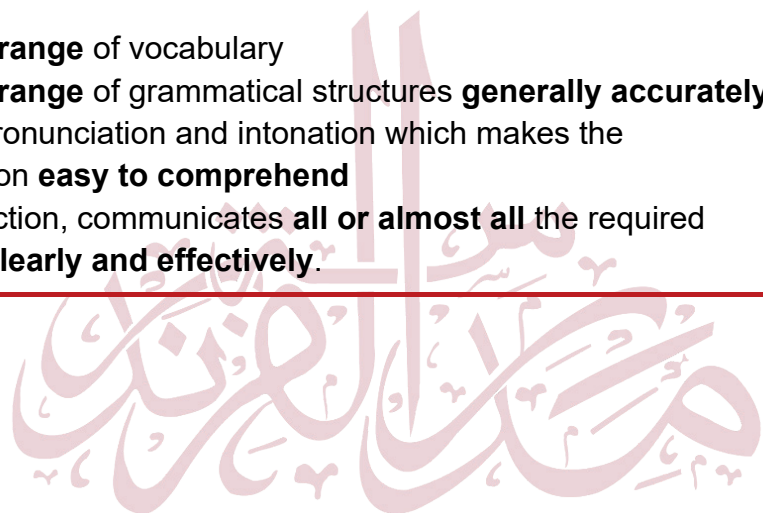 range of vocabulary
range of grammatical structures generally accurately
ronunciation and intonation which makes the
on easy to comprehend
ction, communicates all or almost all the required
learly and effectively.